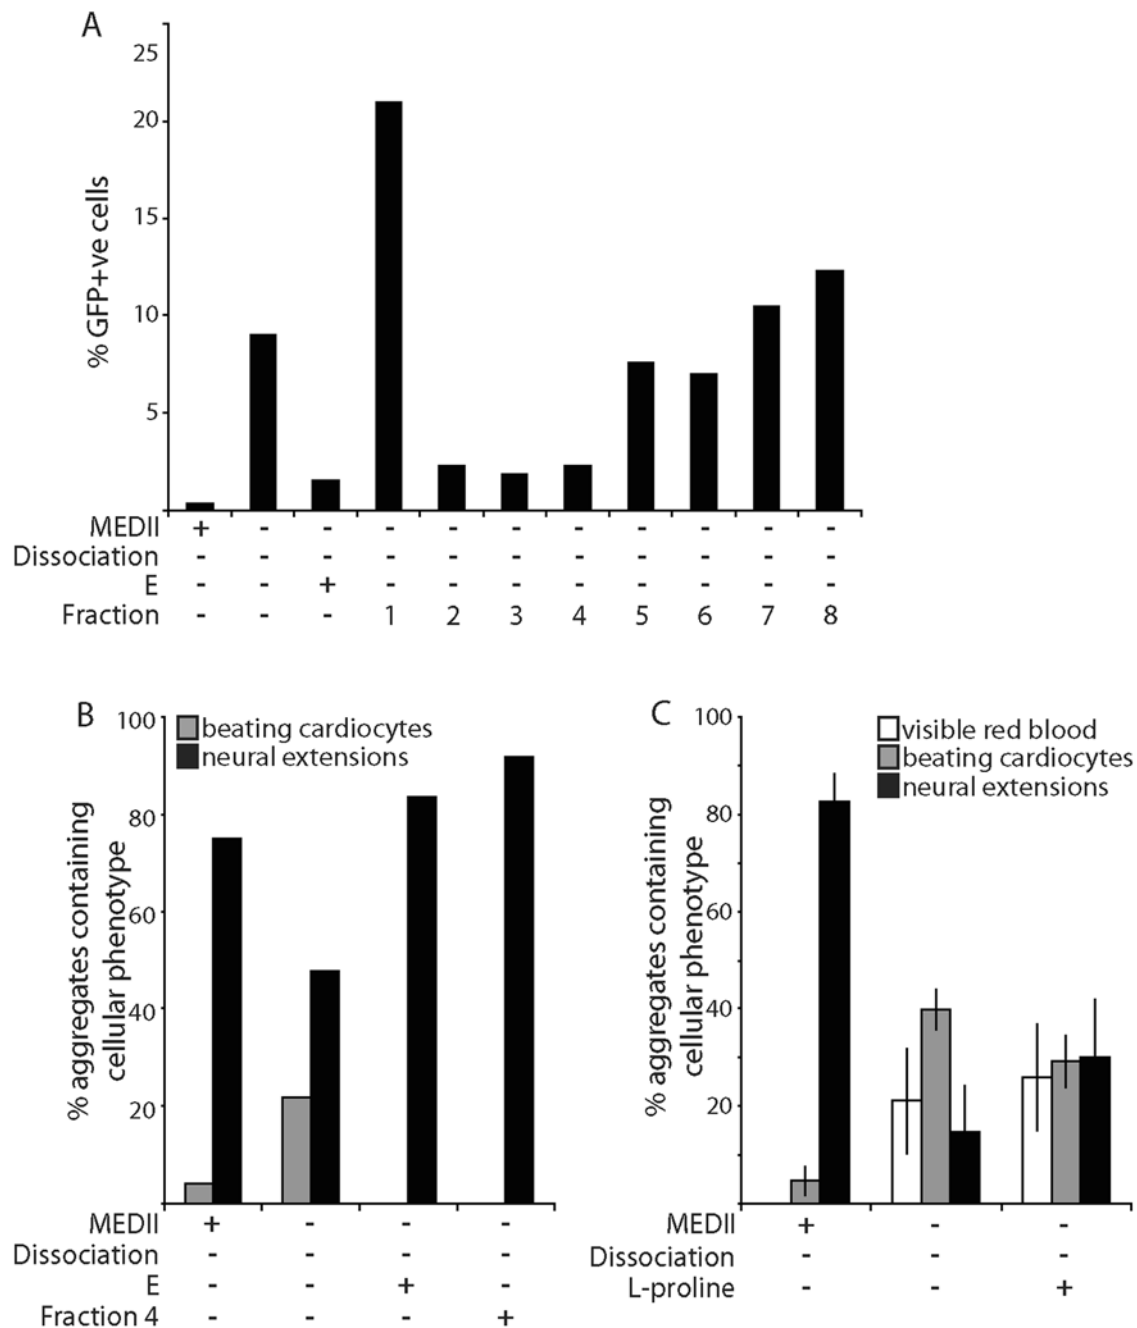 A
25
20
15
10
5
% GFP+ve cells
MEDII + - - - - - - - - - -
Dissociation - - - - - - - - - - -
E - - + - - - - - - - -
Fraction - - - 1 2 3 4 5 6 7 8
B
beating cardiocytes
neural extensions
100
80
60
40
20
% aggregates containing
cellular phenotype
MEDII + - - -
Dissociation - - - -
E - - + -
Fraction 4 - - - +
C
visible red blood
beating cardiocytes
neural extensions
100
80
60
40
20
% aggregates containing
cellular phenotype
MEDII + - -
Dissociation - - -
L-proline - - +